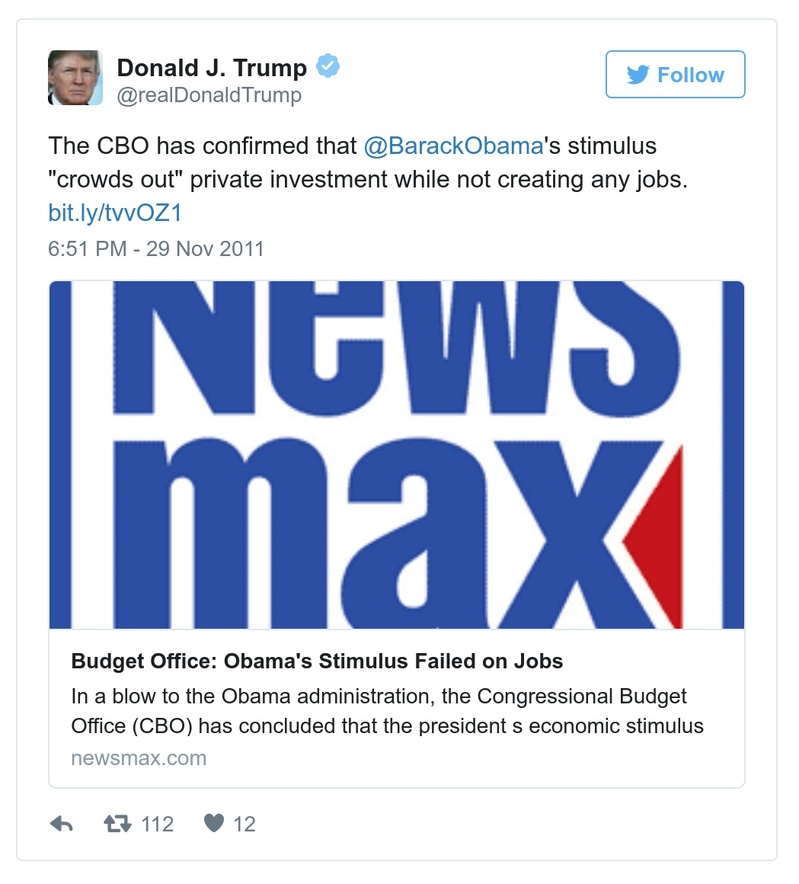 Donald J. Trump
@realDonaldTrump
Follow
The CBO has confirmed that @BarackObama's stimulus
"crowds out" private investment while not creating any jobs.
bit.ly/tvvOZ1
6:51 PM - 29 Nov 2011
News
max
Budget Office: Obama's Stimulus Failed on Jobs
In a blow to the Obama administration, the Congressional Budget
Office (CBO) has concluded that the president s economic stimulus
newsmax.com
112
12